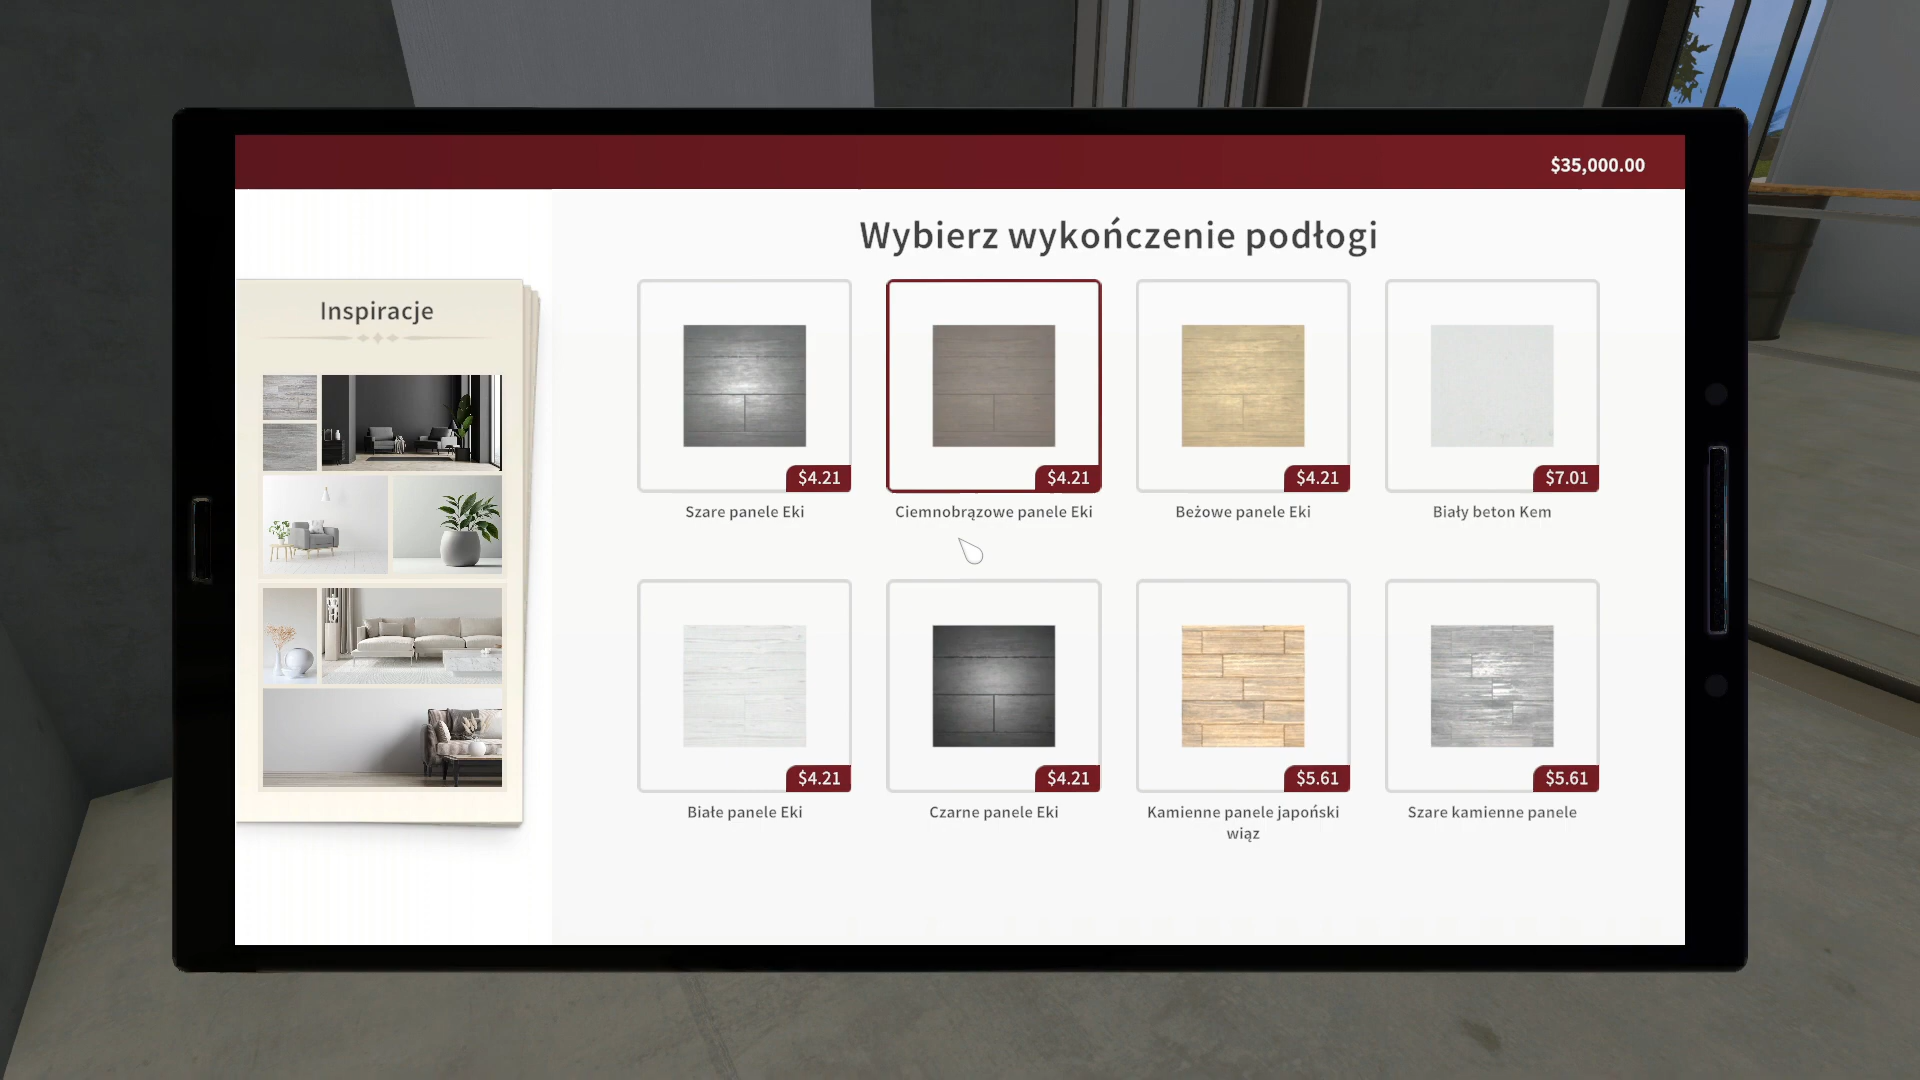 $35,000.00
Wybierz wykończenie podłogi
Inspiracje
$4.21
$4.21
$4.21
$7.01
Szare panele Eki
Ciemnobrązowe panele Eki
Beżowe panele Eki
Biały beton Kem
$4.21
$4.21
$5.61
$5.61
Białe panele Eki
Czarne panele Eki
Kamienne panele japoński
wiąz
Szare kamienne panele